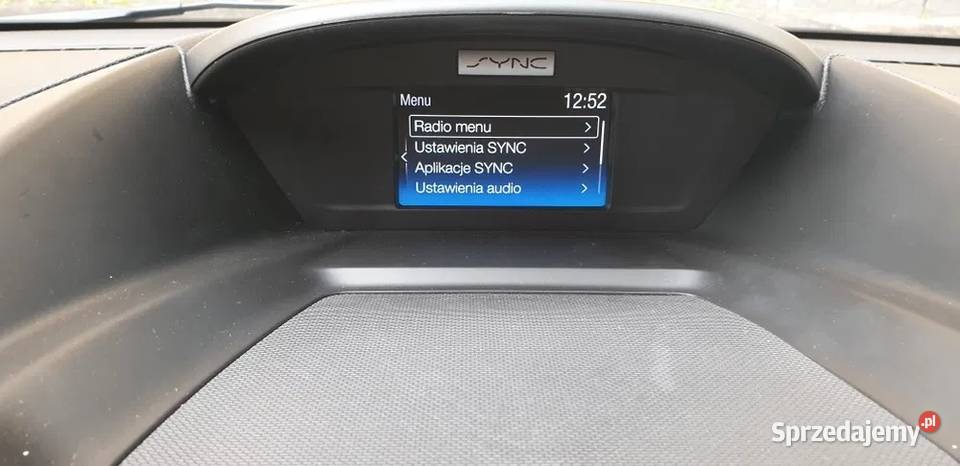 SYNC
Menu 12:52
Radio menu >
Ustawienia SYNC >
Aplikacje SYNC >
Ustawienia audio >
Sprzedajemy.pl